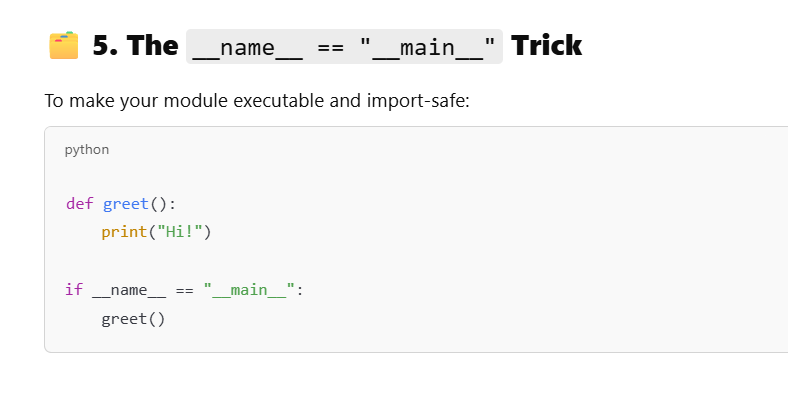 🗂️ 5. The __name__ == "__main__" Trick
To make your module executable and import-safe:
python
def greet():
    print("Hi!")
if __name__ == "__main__":
    greet()